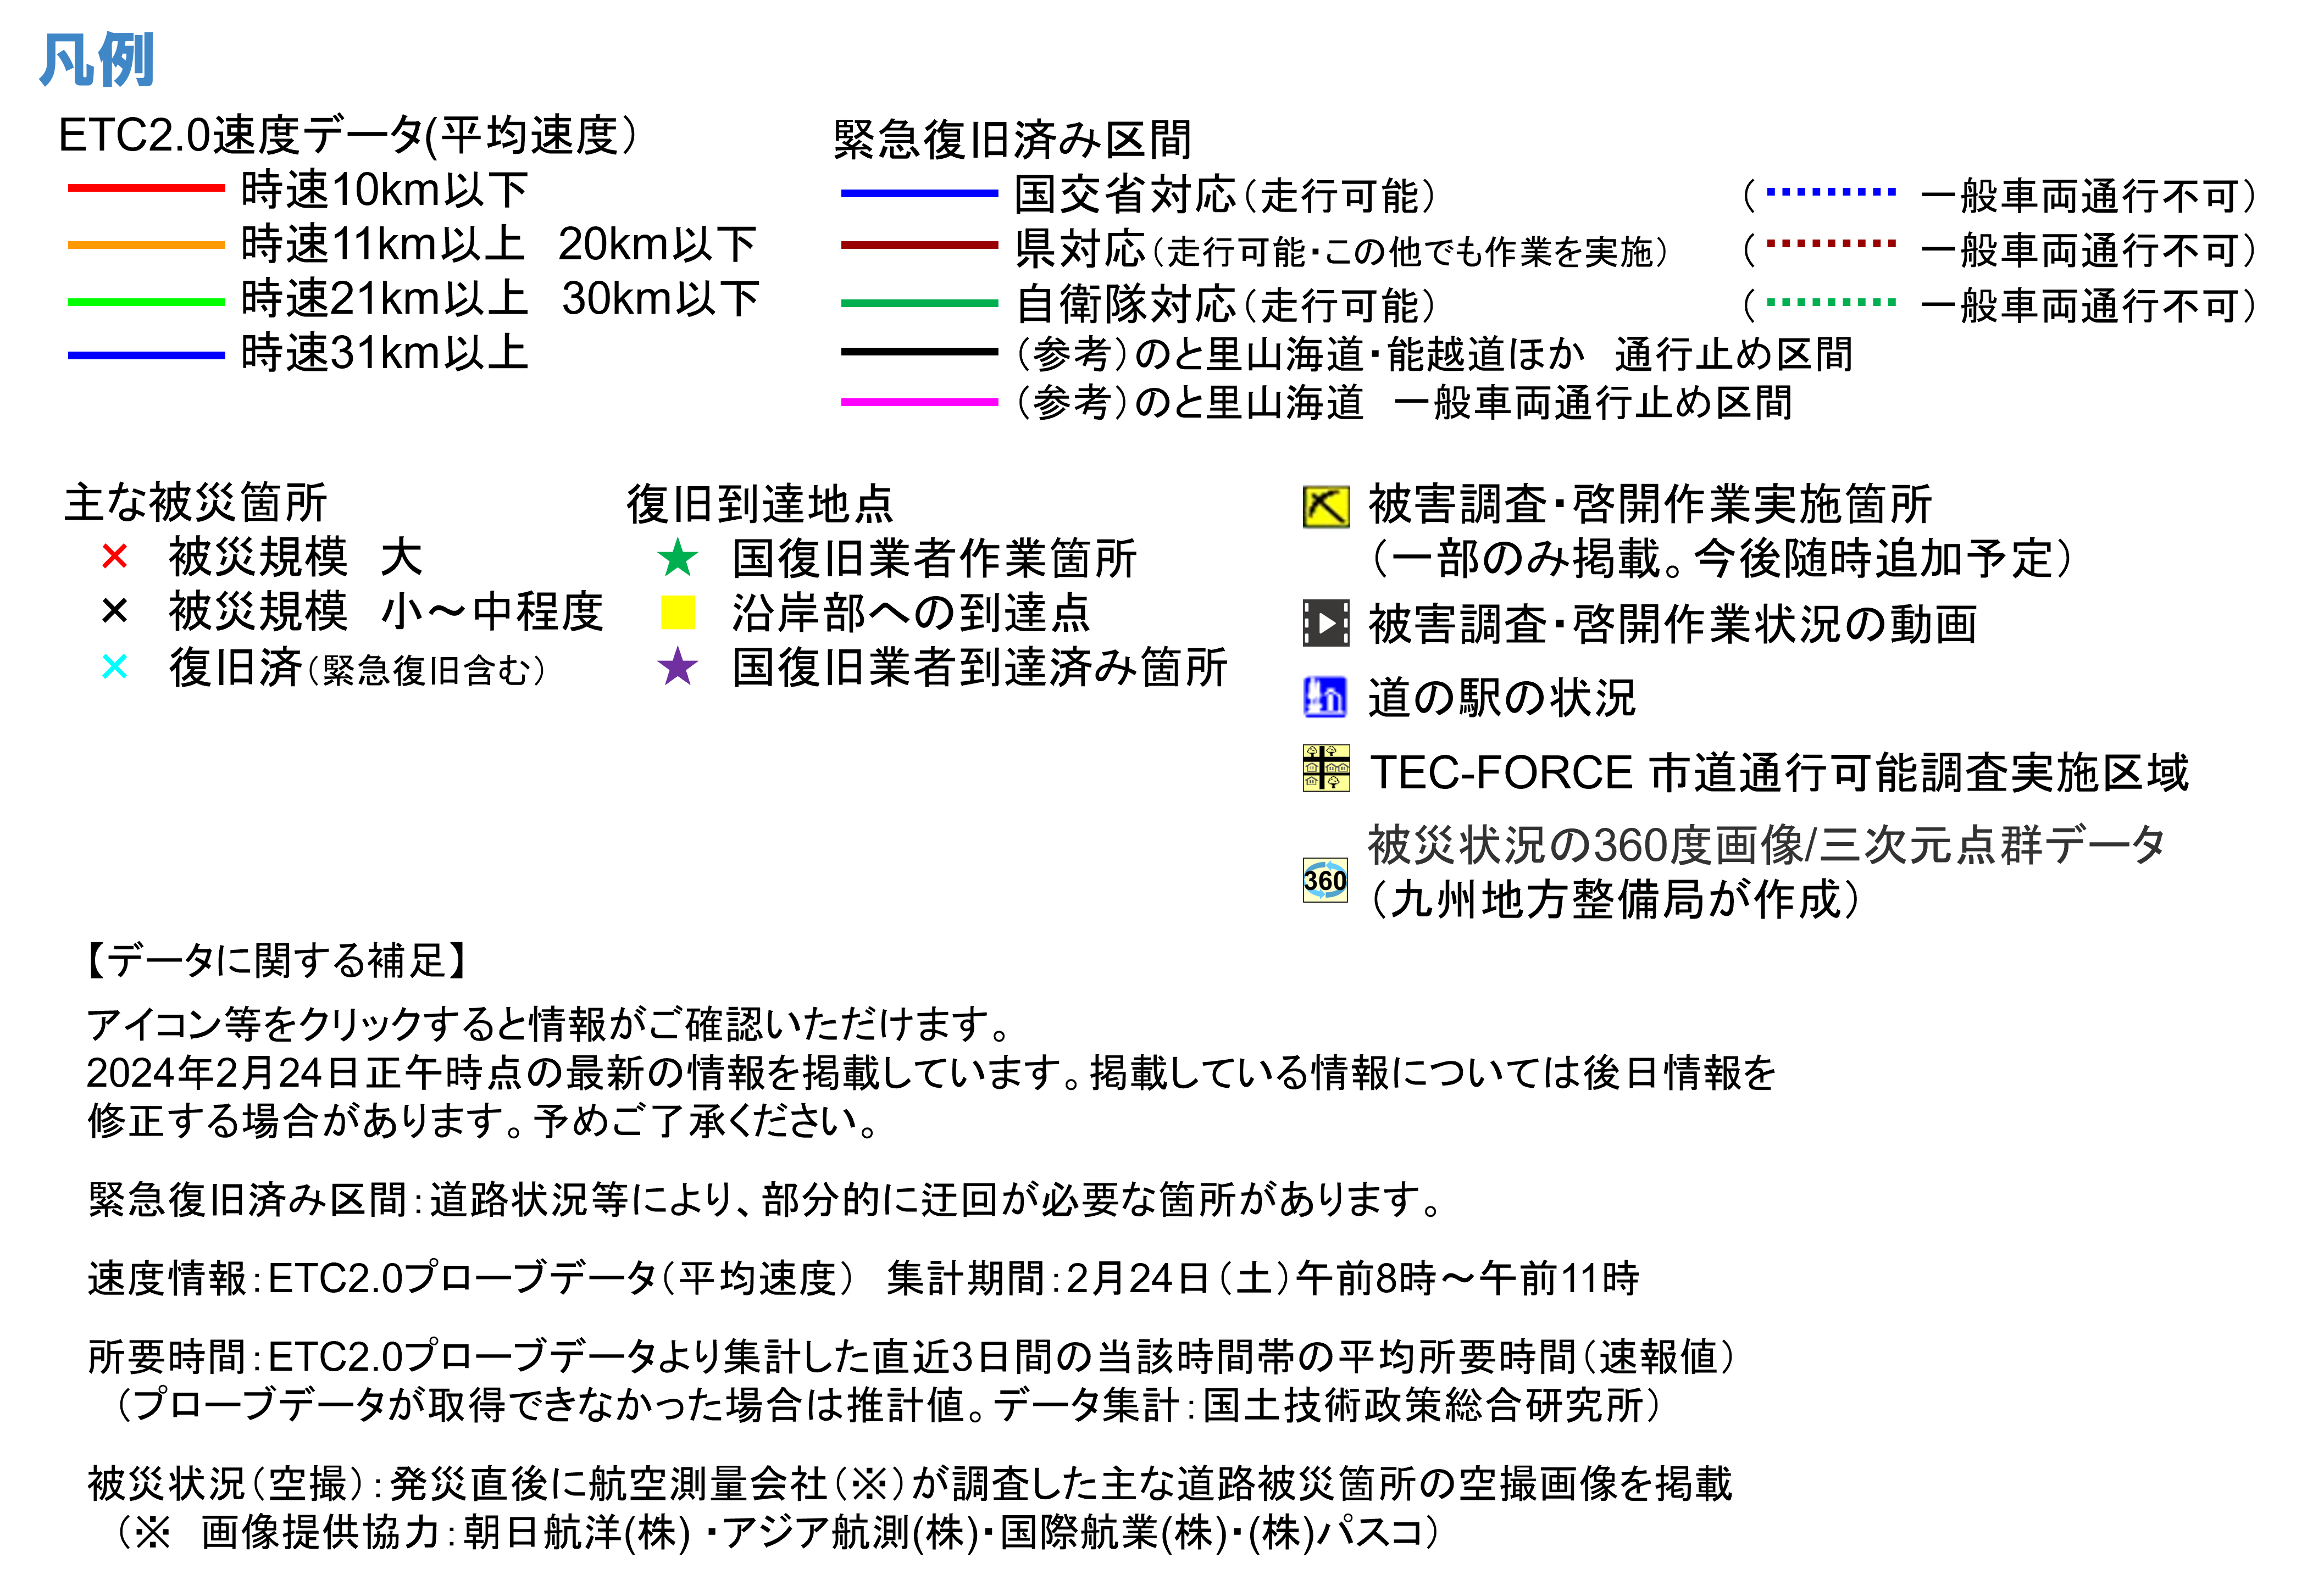 凡例
ETC2.0速度データ(平均速度）
時速10km以下
時速11km以上　20km以下
時速21km以上　30km以下
時速31km以上
緊急復旧済み区間
国交省対応（走行可能）　（　一般車両通行不可）
県対応（走行可能・この他でも作業を実施）　（　一般車両通行不可）
自衛隊対応（走行可能）　（　一般車両通行不可）
（参考）のと里山海道・能越道ほか　通行止め区間
（参考）のと里山海道　一般車両通行止め区間
主な被災箇所
×　被災規模　大
×　被災規模　小～中程度
×　復旧済（緊急復旧含む）
復旧到達地点
★　国復旧業者作業箇所
■　沿岸部への到達点
★　国復旧業者到達済み箇所
被害調査・啓開作業実施箇所
（一部のみ掲載。今後随時追加予定）
被害調査・啓開作業状況の動画
道の駅の状況
TEC-FORCE 市道通行可能調査実施区域
被災状況の360度画像/三次元点群データ
360
（九州地方整備局が作成）
【データに関する補足】
アイコン等をクリックすると情報がご確認いただけます。
2024年2月24日正午時点の最新の情報を掲載しています。掲載している情報については後日情報を
修正する場合があります。予めご了承ください。
緊急復旧済み区間：道路状況等により、部分的に迂回が必要な箇所があります。
速度情報：ETC2.0プローブデータ（平均速度）　集計期間：2月24日（土）午前8時～午前11時
所要時間：ETC2.0プローブデータより集計した直近3日間の当該時間帯の平均所要時間（速報値）
（プローブデータが取得できなかった場合は推計値。データ集計：国土技術政策総合研究所）
被災状況（空撮）：発災直後に航空測量会社（※）が調査した主な道路被災箇所の空撮画像を掲載
（※　画像提供協力：朝日航洋(株) ・アジア航測(株)・国際航業(株)・(株)パスコ）